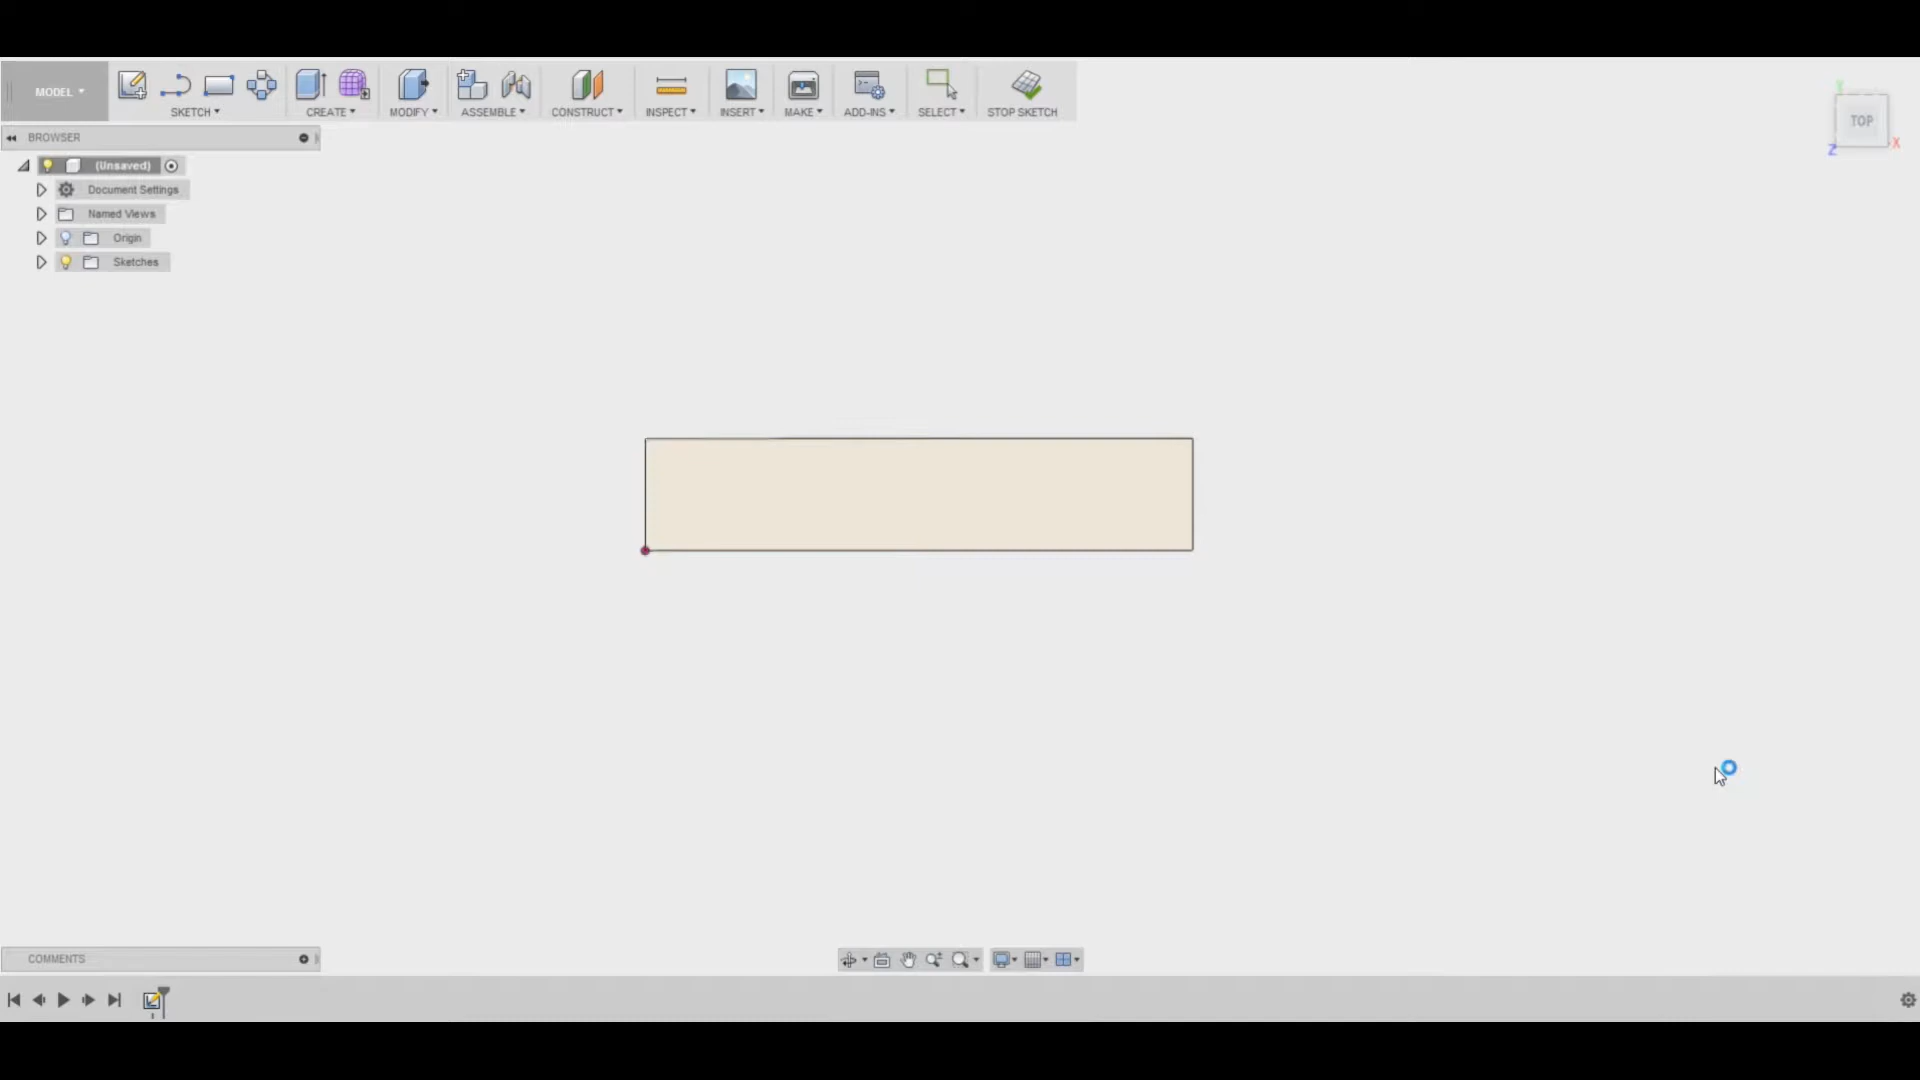 MODEL
SKETCH
CREATE
MODIFY
ASSEMBLE
CONSTRUCT
INSPECT
INSERT
MAKE
ADD-INS
SELECT
STOP SKETCH
BROWSER
(Unsaved)
Document Settings
Named Views
Origin
Sketches
Y
TOP
X
Z
COMMENTS